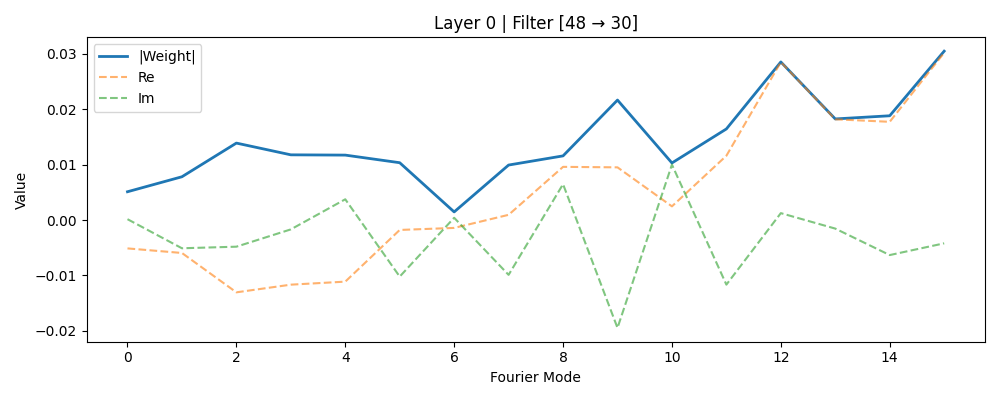 Layer 0 | Filter [48 → 30]
|Weight|
Re
Im
0.03
0.02
0.01
0.00
−0.01
−0.02
Value
0 2 4 6 8 10 12 14
Fourier Mode